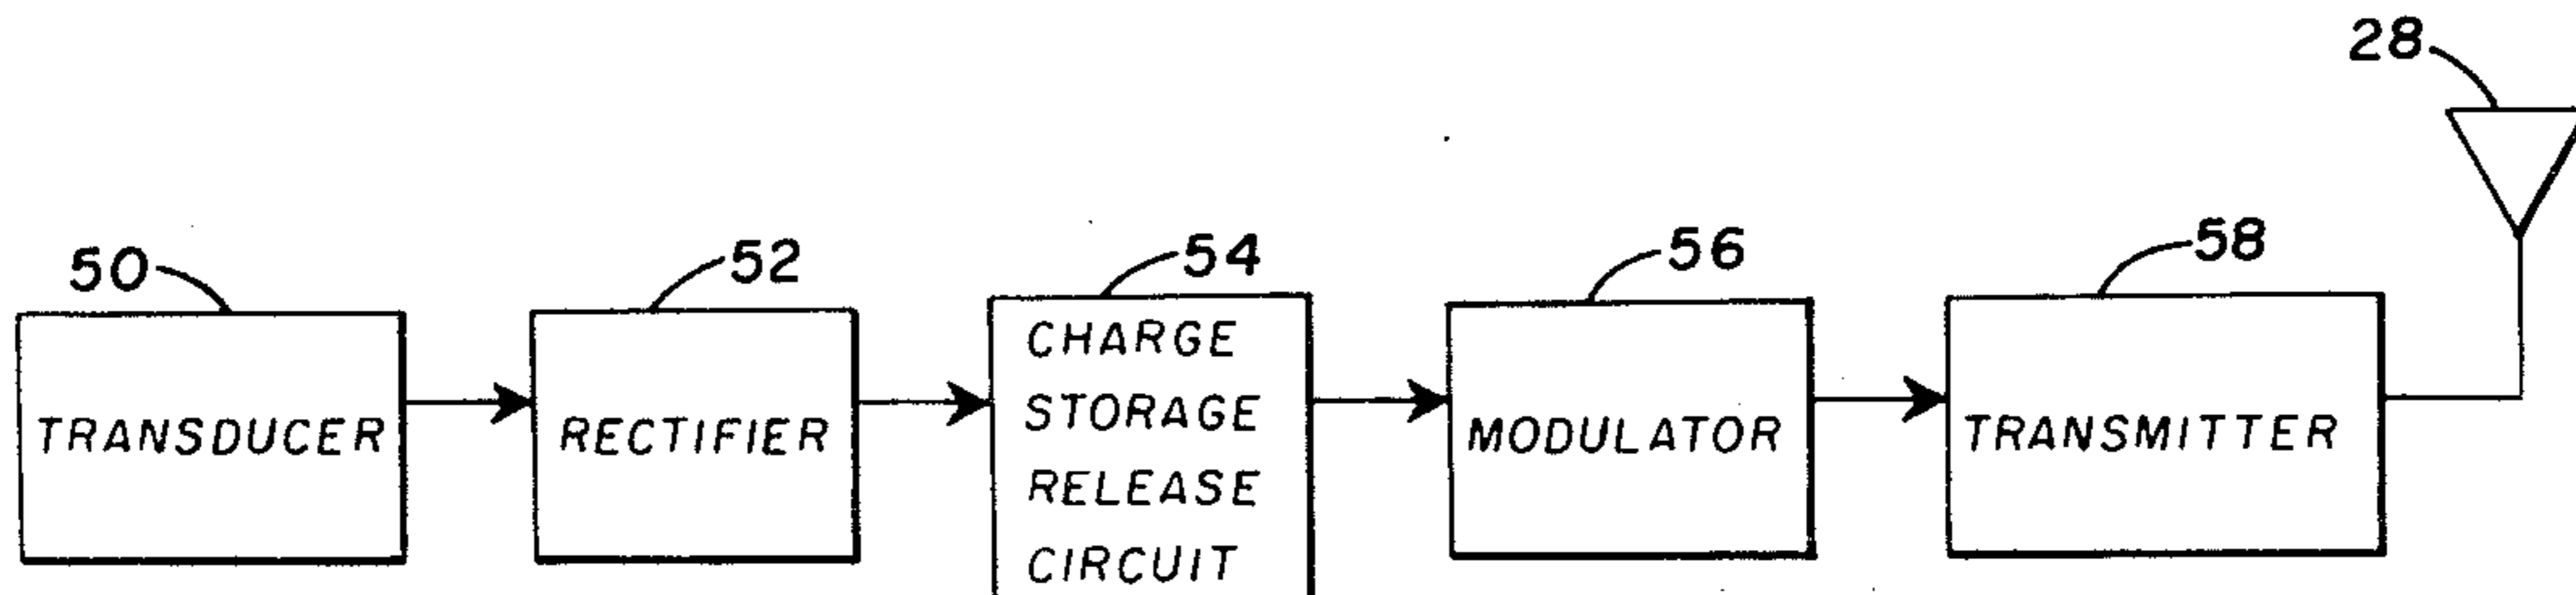 28
50
52
54
56
58
TRANSDUCER
RECTIFIER
CHARGE
STORAGE
RELEASE
CIRCUIT
MODULATOR
TRANSMITTER